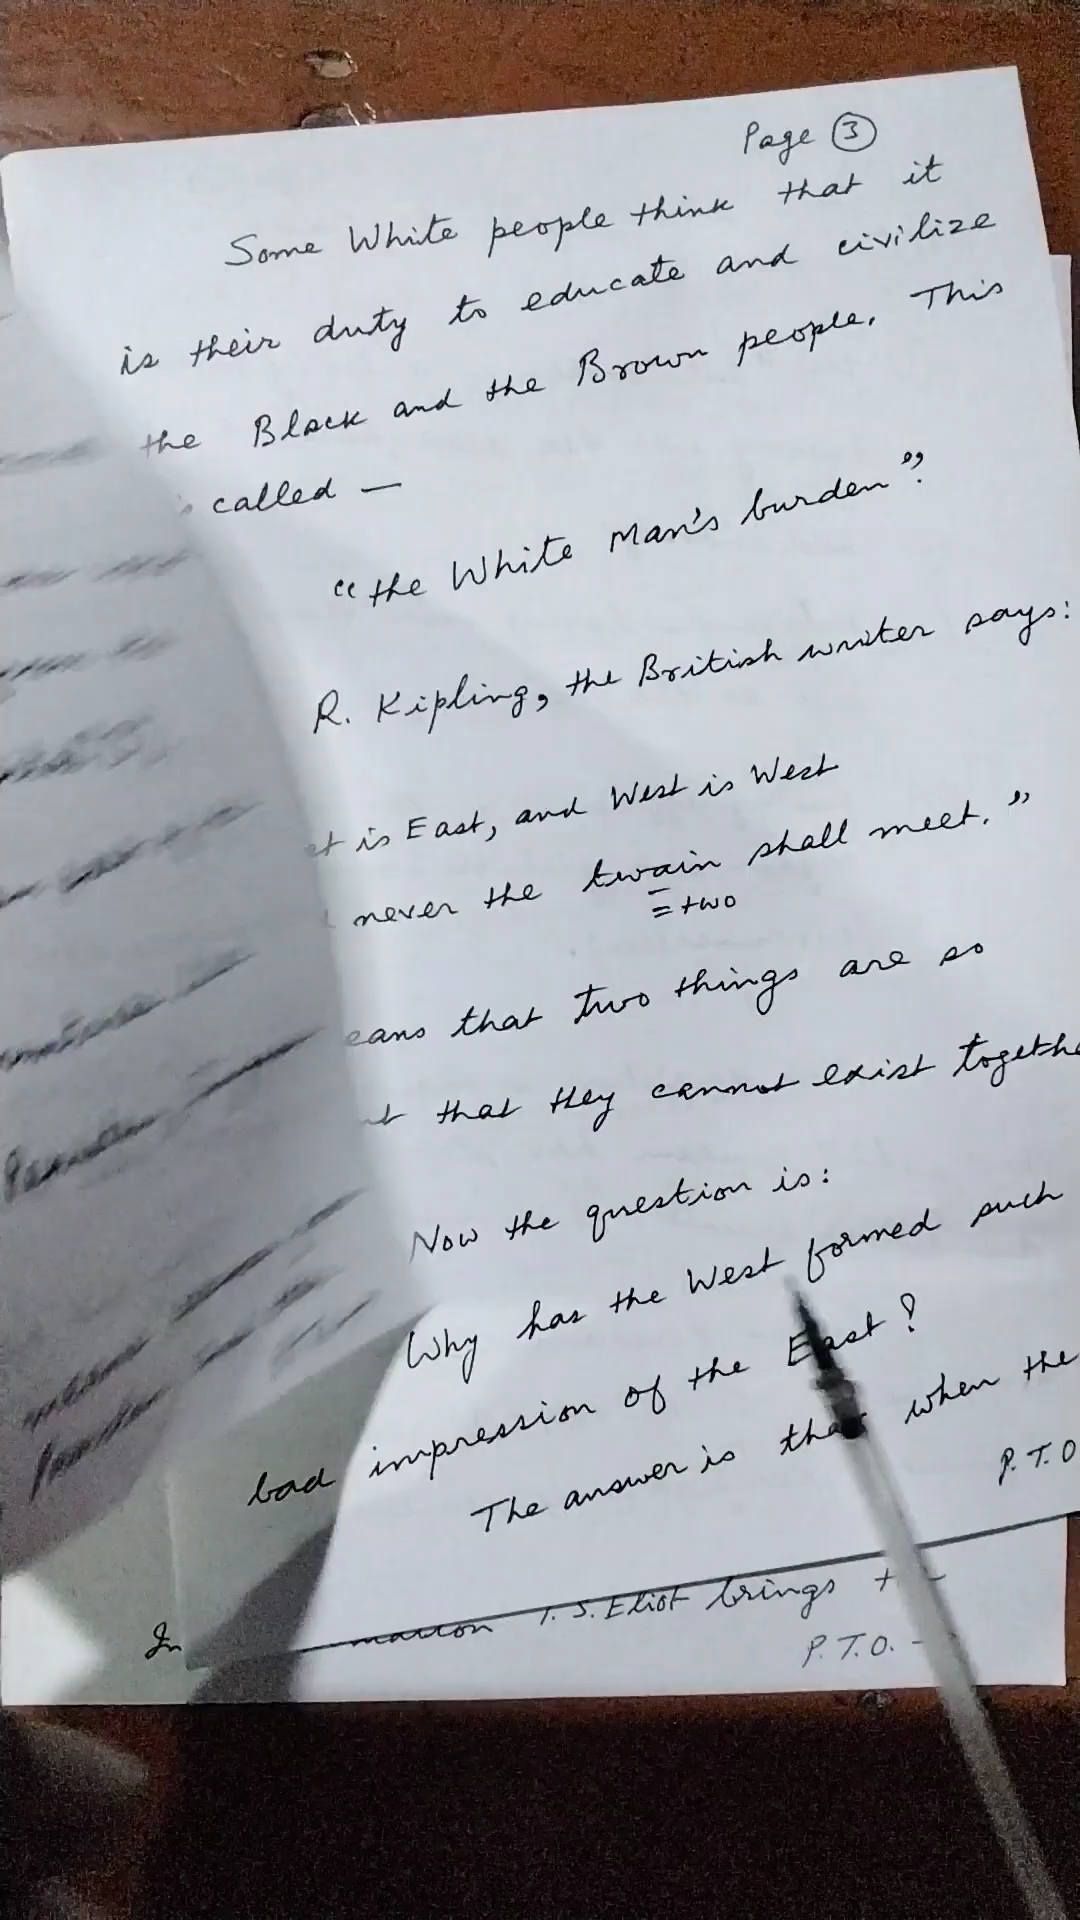 Page 3
Some White people think that it
is their duty to educate and civilize
the Black and the Brown people. This
called —
"the White Man's burden".
R. Kipling, the British writer says:
is East, and West is West
never the twain shall meet."
= two
that two things are so
that they cannot exist
Now the question is:
Why has the West formed such
bad impression of the East?
The answer is that when the
P.T.O
In T. S. Eliot brings
P.T.O. -